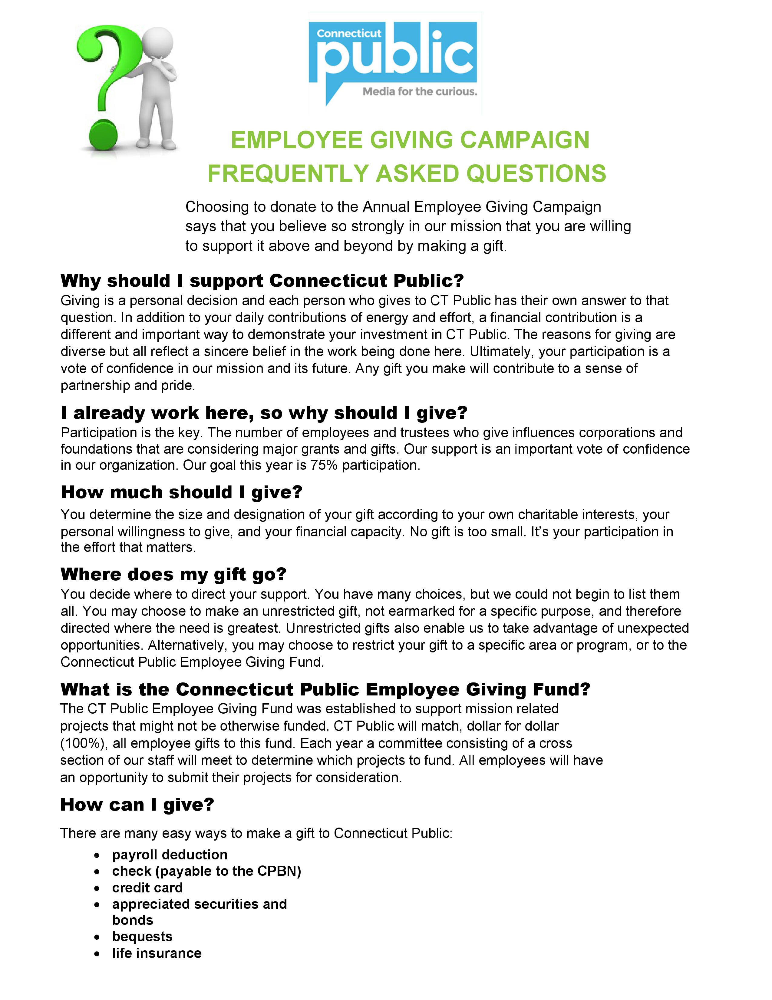 Connecticut
public
Media for the curious.
EMPLOYEE GIVING CAMPAIGN
FREQUENTLY ASKED QUESTIONS
Choosing to donate to the Annual Employee Giving Campaign
says that you believe so strongly in our mission that you are willing
to support it above and beyond by making a gift.
Why should I support Connecticut Public?
Giving is a personal decision and each person who gives to CT Public has their own answer to that
question. In addition to your daily contributions of energy and effort, a financial contribution is a
different and important way to demonstrate your investment in CT Public. The reasons for giving are
diverse but all reflect a sincere belief in the work being done here. Ultimately, your participation is a
vote of confidence in our mission and its future. Any gift you make will contribute to a sense of
partnership and pride.
I already work here, so why should I give?
Participation is the key. The number of employees and trustees who give influences corporations and
foundations that are considering major grants and gifts. Our support is an important vote of confidence
in our organization. Our goal this year is 75% participation.
How much should I give?
You determine the size and designation of your gift according to your own charitable interests, your
personal willingness to give, and your financial capacity. No gift is too small. It’s your participation in
the effort that matters.
Where does my gift go?
You decide where to direct your support. You have many choices, but we could not begin to list them
all. You may choose to make an unrestricted gift, not earmarked for a specific purpose, and therefore
directed where the need is greatest. Unrestricted gifts also enable us to take advantage of unexpected
opportunities. Alternatively, you may choose to restrict your gift to a specific area or program, or to the
Connecticut Public Employee Giving Fund.
What is the Connecticut Public Employee Giving Fund?
The CT Public Employee Giving Fund was established to support mission related
projects that might not be otherwise funded. CT Public will match, dollar for dollar
(100%), all employee gifts to this fund. Each year a committee consisting of a cross
section of our staff will meet to determine which projects to fund. All employees will have
an opportunity to submit their projects for consideration.
How can I give?
There are many easy ways to make a gift to Connecticut Public:
• payroll deduction
• check (payable to the CPBN)
• credit card
• appreciated securities and
bonds
• bequests
• life insurance